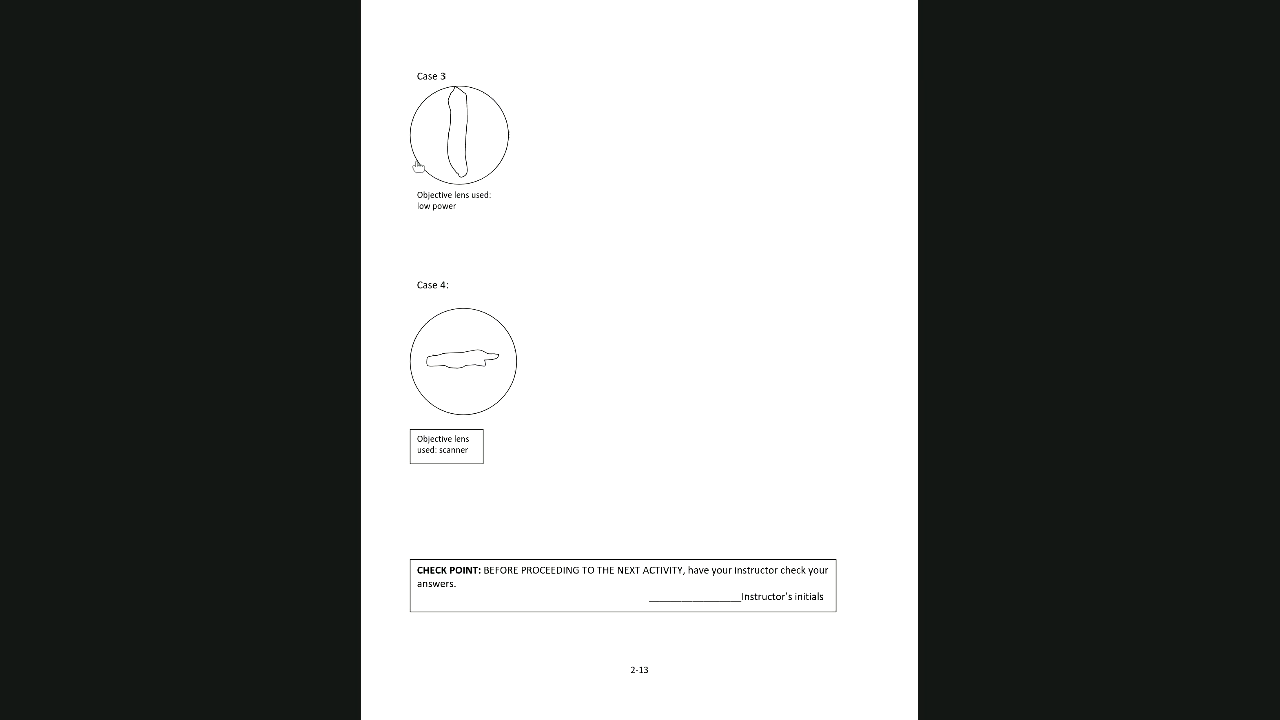 Case 3
Objective lens used:
low power
Case 4:
Objective lens
used: scanner
CHECK POINT: BEFORE PROCEEDING TO THE NEXT ACTIVITY, have your Instructor check your
answers.
_________________Instructor's initials
2-13